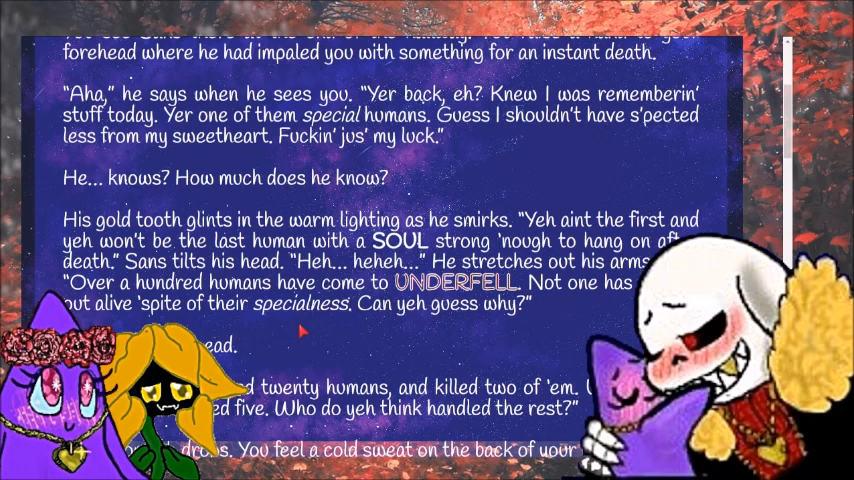 forehead where he had impaled you with something for an instant death.
“Aha,” he says when he sees you. “Yer back, eh? Knew I was rememberin’
stuff today. Yer one of them special humans. Guess I shouldn’t have s’pected
less from my sweetheart. Fuckin’ jus’ my luck.”
He... knows? How much does he know?
His gold tooth glints in the warm lighting as he smirks. “Yeh aint the first and
yeh won’t be the last human with a SOUL strong ’nough to hang on
death.” Sans tilts his head. “Heh... heheh...” He stretches out his arms
“Over a hundred humans have come to UNDERFELL. Not one has
out alive ’spite of their specialness. Can yeh guess why?”
twenty humans, and killed two of ’em.
five. Who do yeh think handled the rest?”
You feel a cold sweat on the back of your